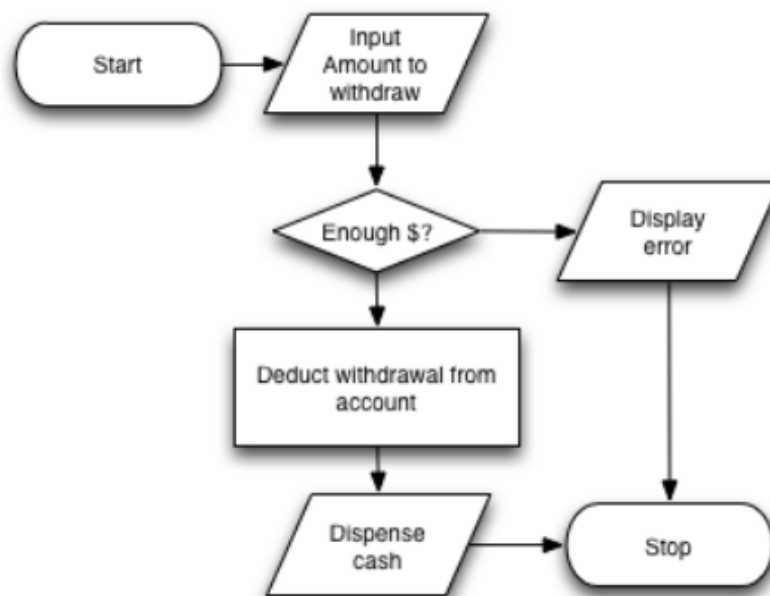 Start
Input
Amount to
withdraw
Enough $?
Display
error
Deduct withdrawal from
account
Dispense
cash
Stop